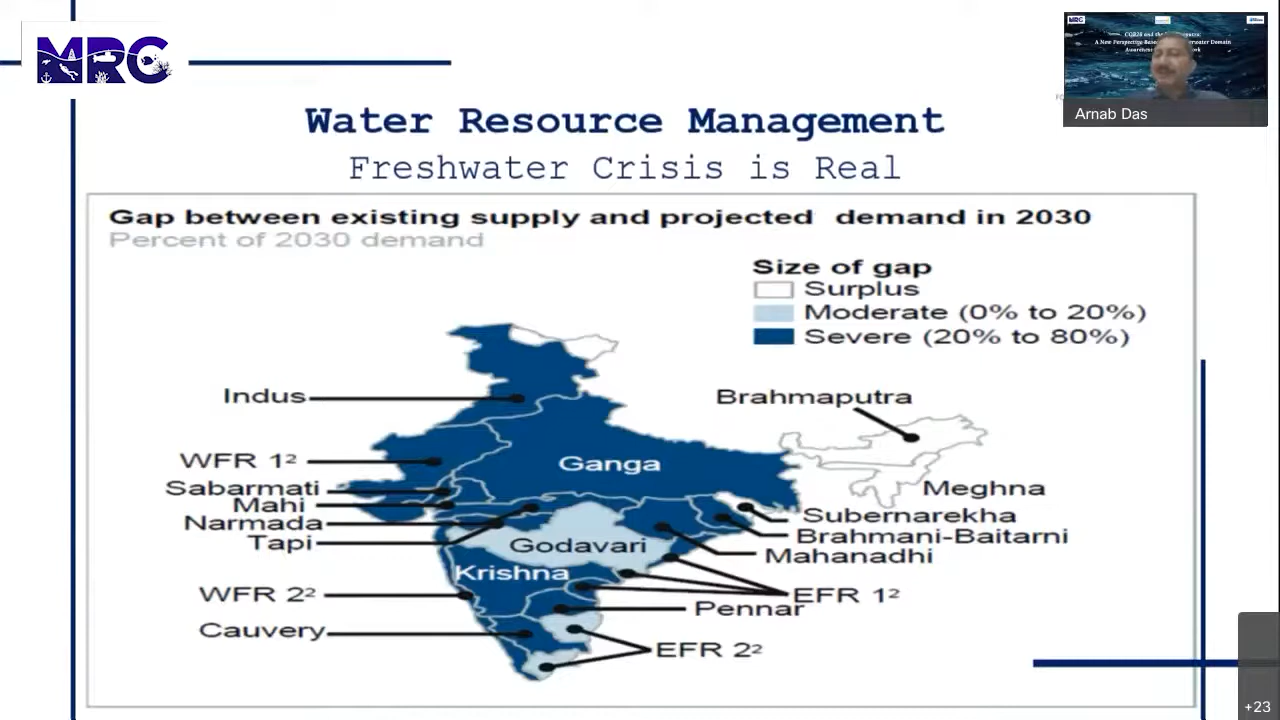 MRC
Water Resource Management
Freshwater Crisis is Real
Arnab Das
Gap between existing supply and projected demand in 2030
Percent of 2030 demand
Size of gap
Surplus
Moderate (0% to 20%)
Severe (20% to 80%)
Indus
Brahmaputra
WFR 1²
Ganga
Sabarmati
Meghna
Mahi
Narmada
Subernarekha
Tapi
Godavari
Brahmani-Baitarni
Mahanadhi
Krishna
WFR 2²
EFR 1²
Pennar
Cauvery
EFR 2²
+23